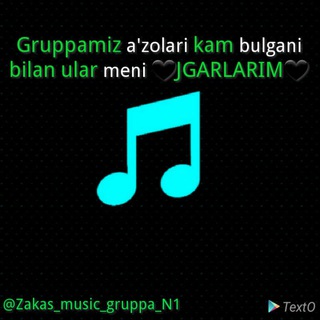 Gruppamiz a'zolari kam bulgani
bilan ular meni 🖤JGARLARIM🖤
@Zakas_music_gruppa_N1
TextO